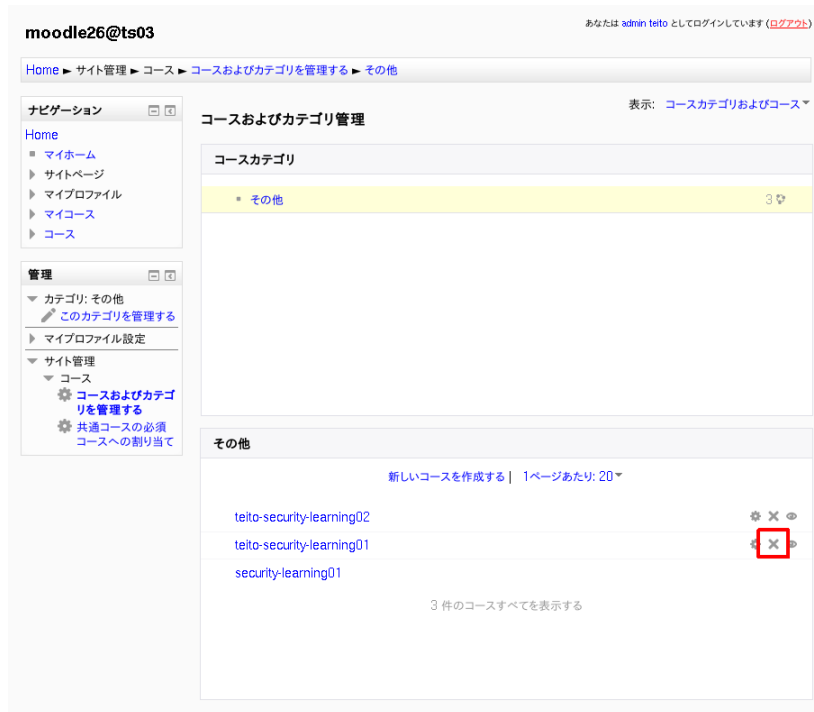 moodle26@ts03
あなたは admin teito としてログインしています (ログアウト)
Home ► サイト管理 ► コース ► コースおよびカテゴリを管理する ► その他
ナビゲーション
Home
マイホーム
サイトページ
マイプロファイル
マイコース
コース
管理
カテゴリ: その他
このカテゴリを管理する
マイプロファイル設定
サイト管理
コース
コースおよびカテゴ
リを管理する
共通コースの必須
コースへの割り当て
表示: コースカテゴリおよびコース
コースおよびカテゴリ管理
コースカテゴリ
その他 3
その他
新しいコースを作成する | 1ページあたり: 20
teito-security-learning02
teito-security-learning01
security-learning01
3 件のコースすべてを表示する